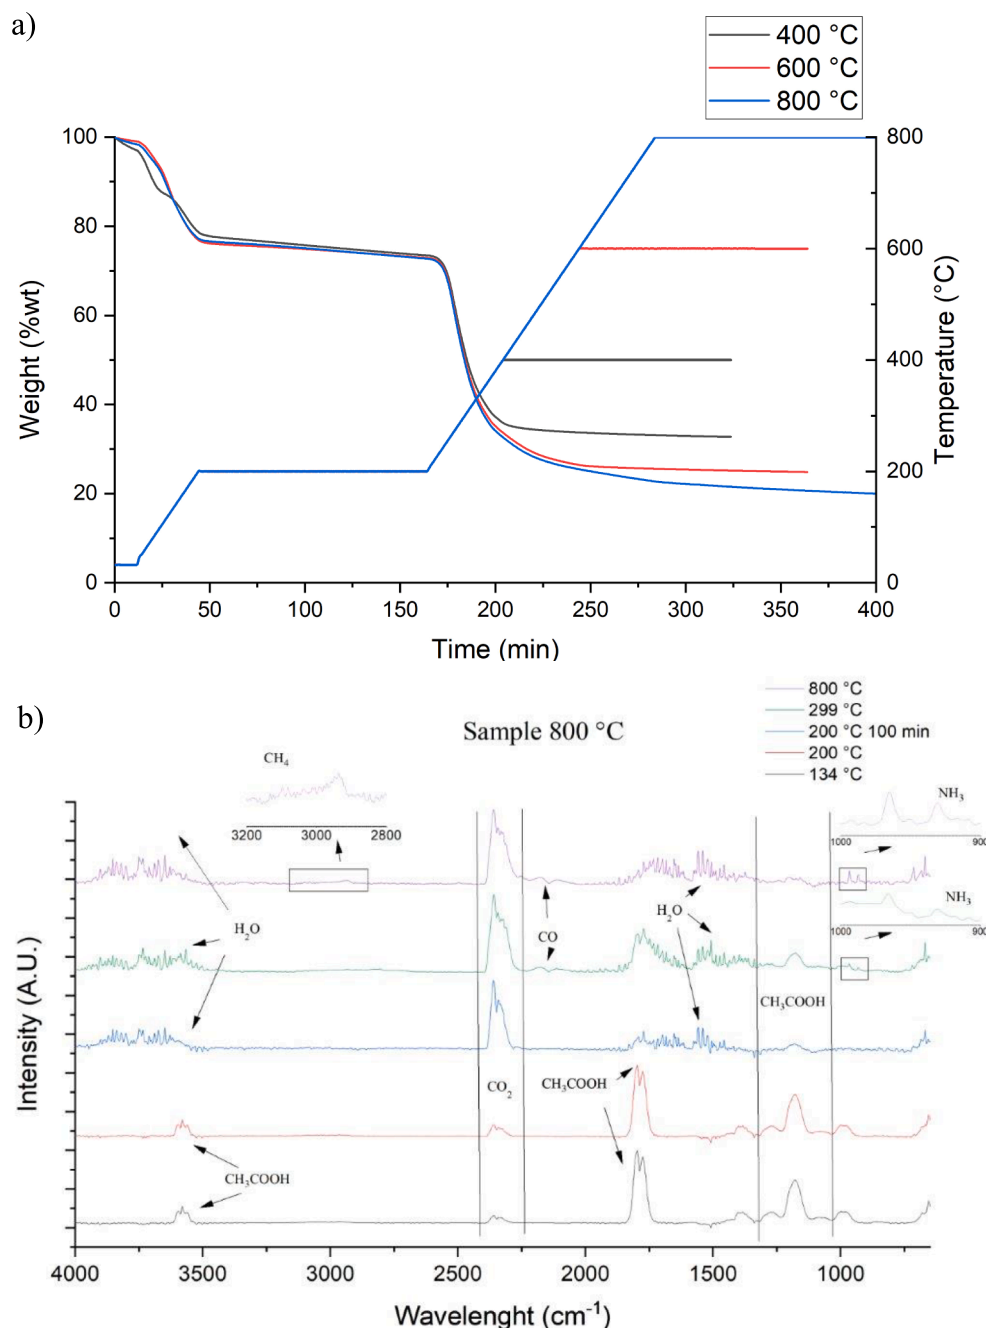 a)
400 °C
600 °C
800 °C
100
80
60
40
20
0
Weight (%wt)
800
600
400
200
0
Temperature (°C)
0
50
100
150
200
250
300
350
400
Time (min)
b)
Sample 800 °C
800 °C
299 °C
200 °C 100 min
200 °C
134 °C
CH₄
3200
3000
2800
NH₃
1000
900
H₂O
CO
H₂O
NH₃
1000
900
CH₃COOH
CO₂
CH₃COOH
CH₃COOH
Intensity (A.U.)
4000
3500
3000
2500
2000
1500
1000
Wavelenght (cm⁻¹)